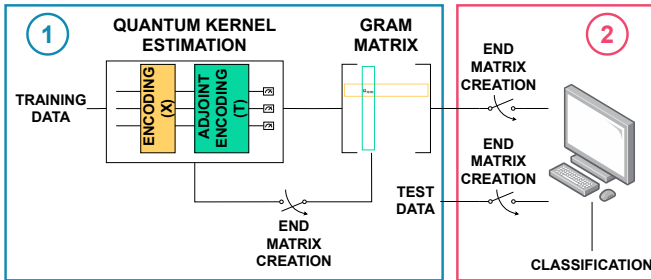 1
QUANTUM KERNEL
ESTIMATION
GRAM
MATRIX
TRAINING
DATA
ENCODING
(X)
ADJOINT
ENCODING
(T)
END
MATRIX
CREATION
2
END
MATRIX
CREATION
END
MATRIX
CREATION
TEST
DATA
CLASSIFICATION